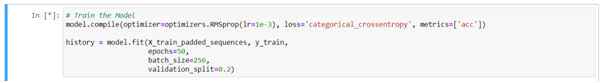 In [*]: # Train the Model
model.compile(optimizer=optimizers.RMSprop(lr=1e-3), loss='categorical_crossentropy', metrics=['acc'])
history = model.fit(X_train_padded_sequences, y_train,
epochs=50,
batch_size=256,
validation_split=0.2)